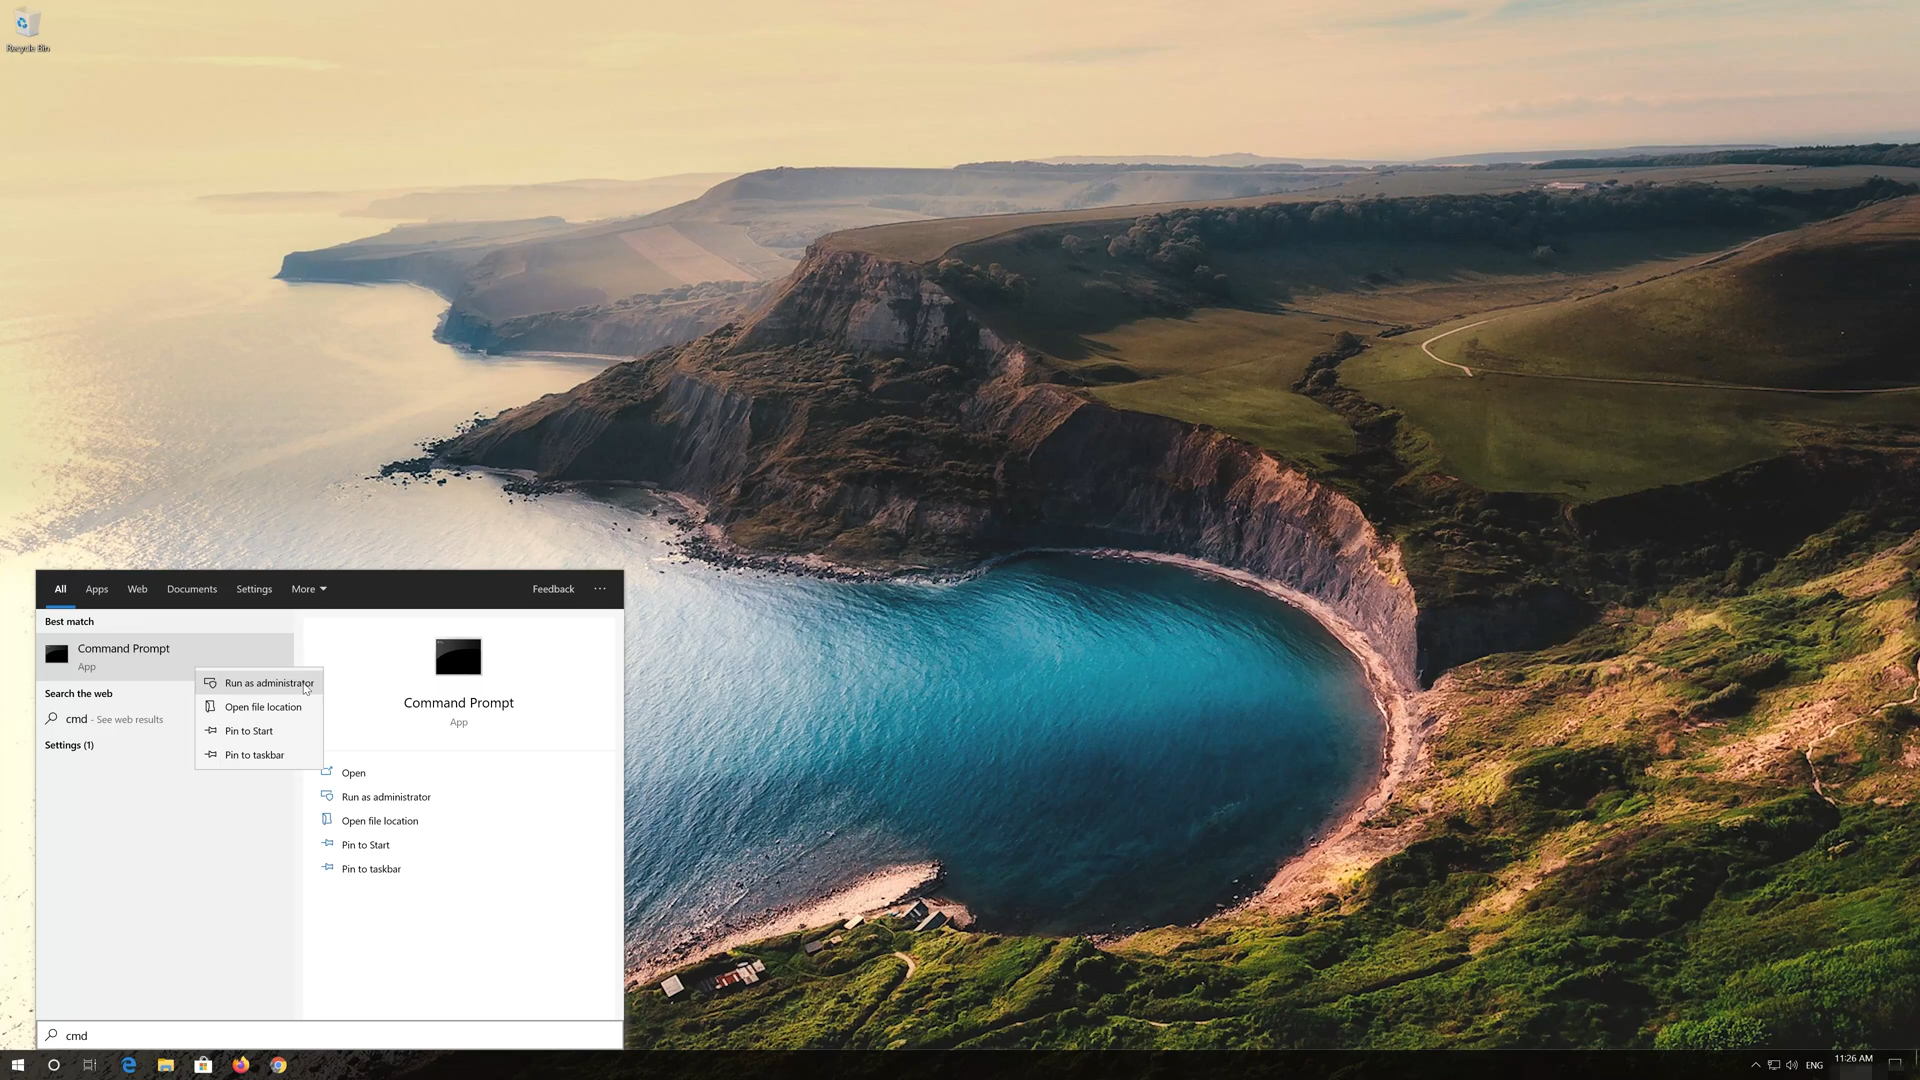 Recycle Bin
All Apps Web Documents Settings More Feedback ...
Best match
Command Prompt
App
Search the web
cmd - See web results
Settings (1)
Run as administrator
Open file location
Pin to Start
Pin to taskbar
Command Prompt
App
Open
Run as administrator
Open file location
Pin to Start
Pin to taskbar
cmd
ENG
11:26 AM